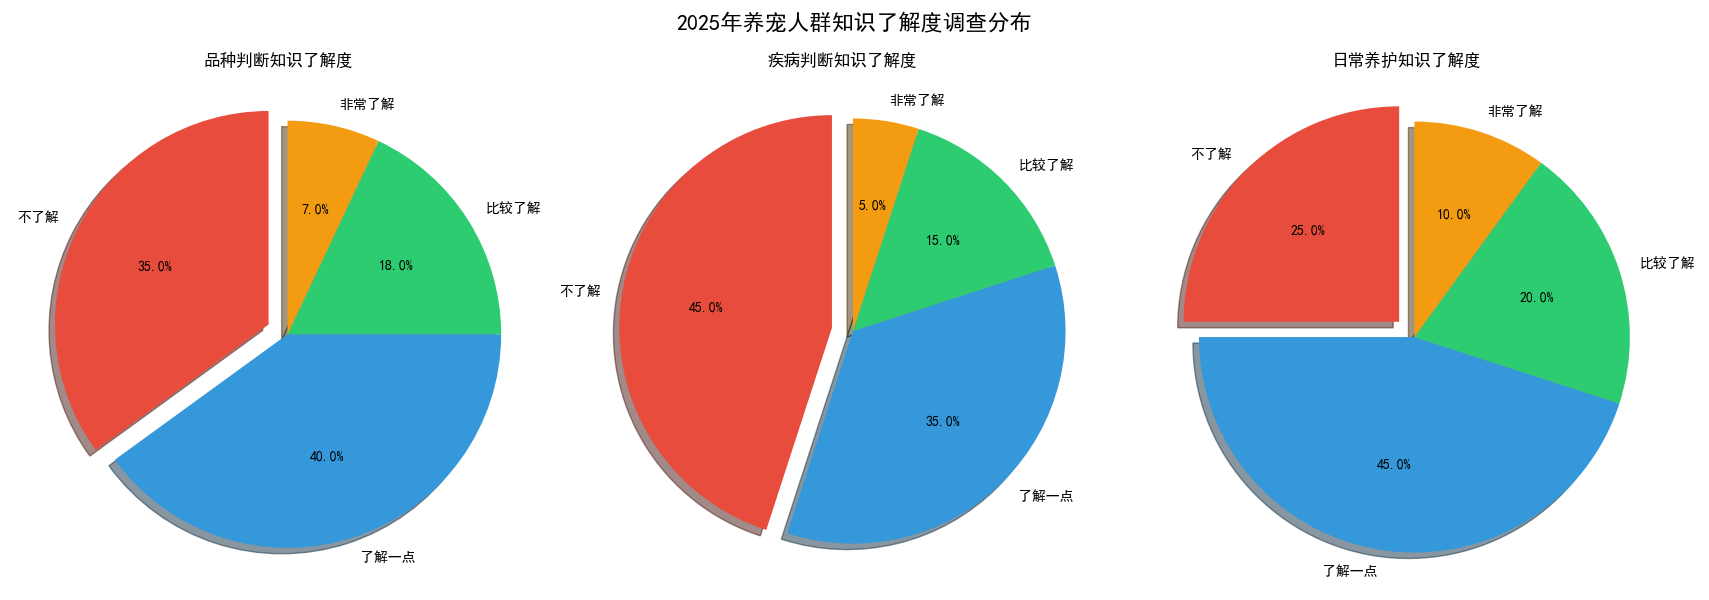 2025年养宠人群知识了解度调查分布
品种判断知识了解度
非常了解
比较了解
不了解
7.0%
18.0%
35.0%
40.0%
了解一点
疾病判断知识了解度
非常了解
比较了解
5.0%
15.0%
不了解
45.0%
35.0%
了解一点
日常养护知识了解度
非常了解
不了解
10.0%
25.0%
比较了解
20.0%
45.0%
了解一点